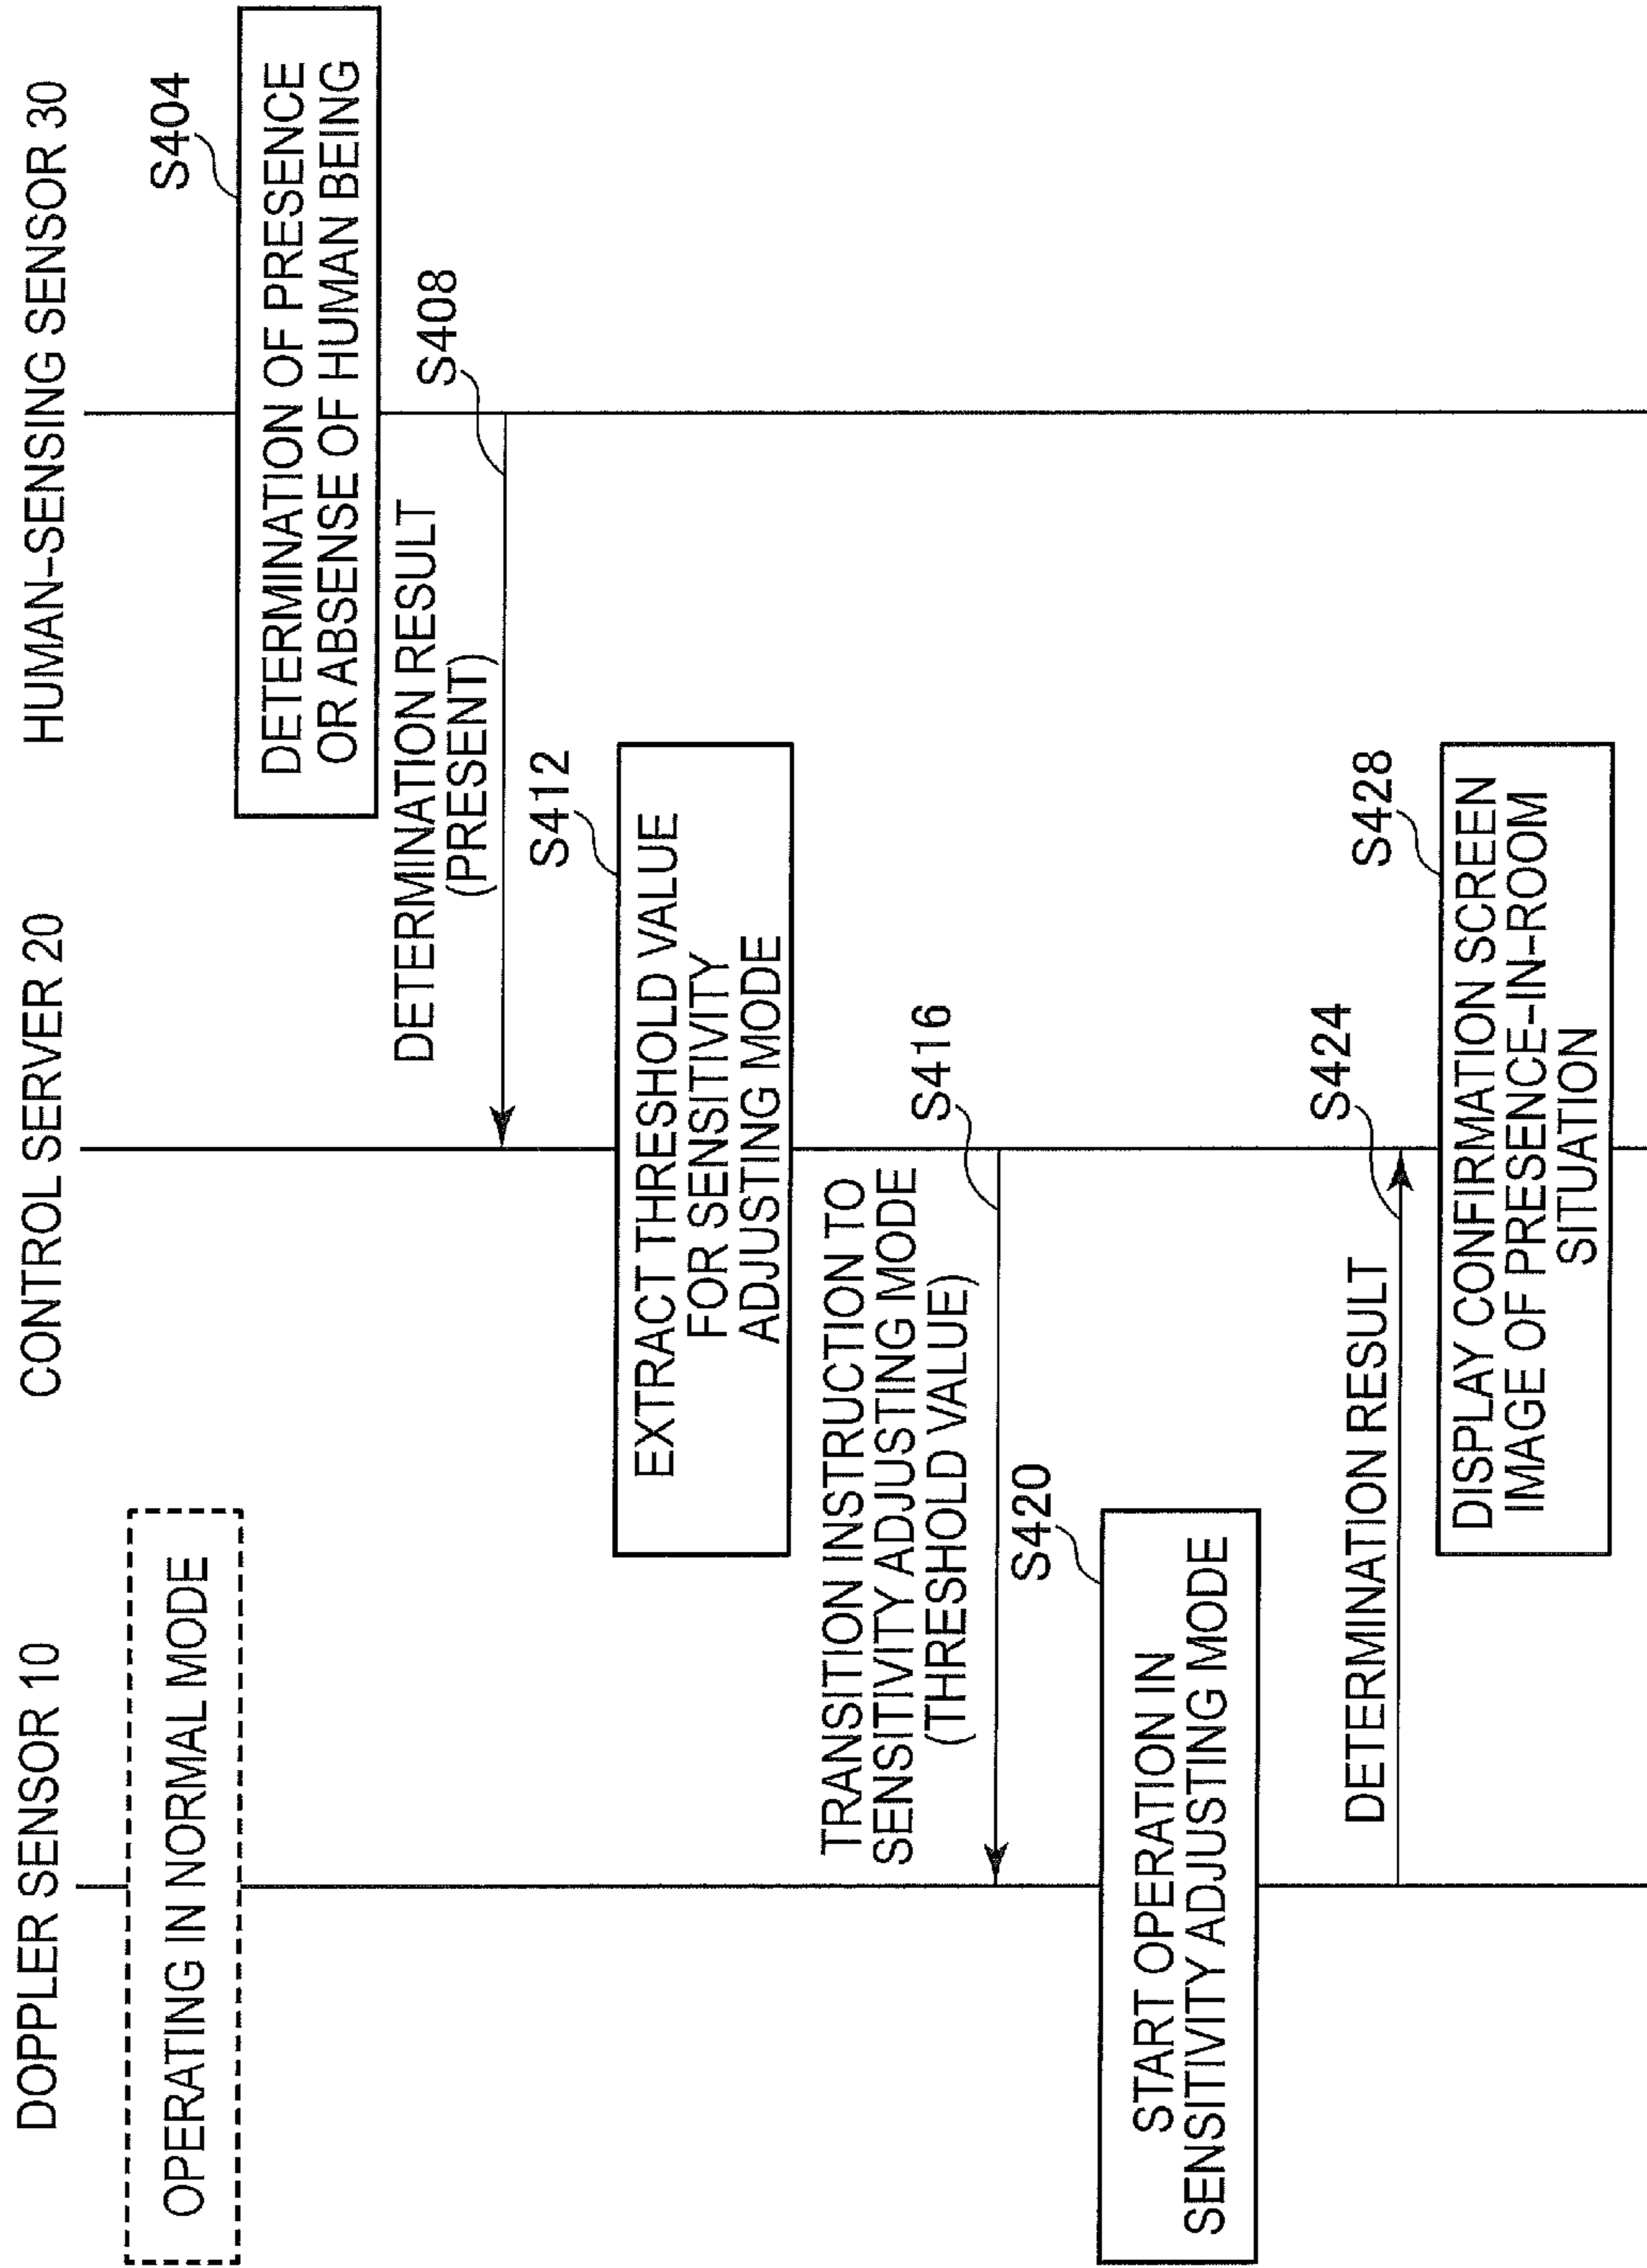 DOPPLER SENSOR 10
CONTROL SERVER 20
HUMAN-SENSING SENSOR 30
OPERATING IN NORMAL MODE
S404
DETERMINATION OF PRESENCE
OR ABSENSE OF HUMAN BEING
S408
DETERMINATION RESULT
(PRESENT)
S412
EXTRACT THRESHOLD VALUE
FOR SENSITIVITY
ADJUSTING MODE
S416
TRANSITION INSTRUCTION TO
SENSITIVITY ADJUSTING MODE
(THRESHOLD VALUE)
S420
START OPERATION IN
SENSITIVITY ADJUSTING MODE
S424
DETERMINATION RESULT
S428
DISPLAY CONFIRMATION SCREEN
IMAGE OF PRESENCE-IN-ROOM
SITUATION